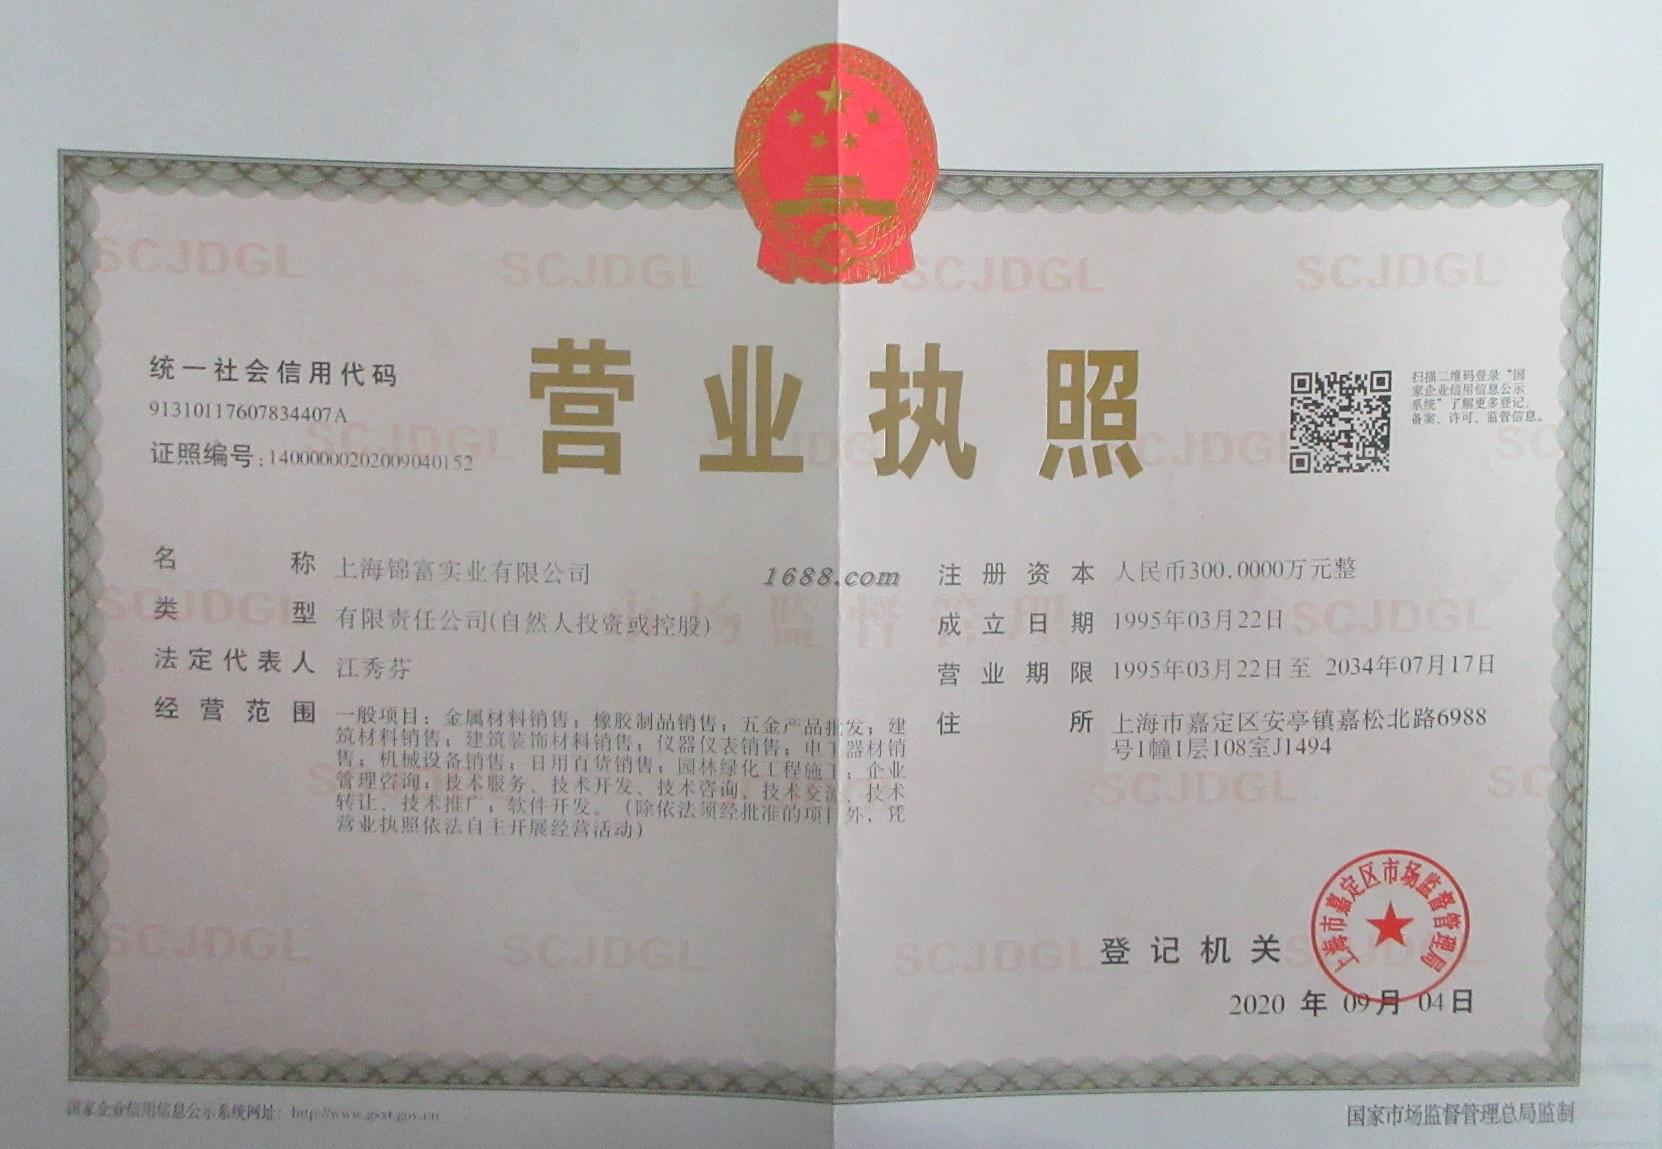 统一社会信用代码
91310117607834407A
证照编号:14000000202009040152
营业执照
扫描二维码登录“国
家企业信用信息公示
系统”了解更多登记、
备案、许可、监管信息。
名称 上海锦富实业有限公司
类型 有限责任公司(自然人投资或控股)
法定代表人 江秀芬
经营范围 一般项目：金属材料销售；橡胶制品销售；五金产品批发；建
筑材料销售；建筑装饰材料销售；仪器仪表销售；电工器材销
售；机械设备销售；日用百货销售；园林绿化工程施工；企业
管理咨询；技术服务、技术开发、技术咨询、技术交流、技术
转让、技术推广；软件开发。（除依法须经批准的项目外，凭
营业执照依法自主开展经营活动）
1688.com
注册资本 人民币300.0000万元整
成立日期 1995年03月22日
营业期限 1995年03月22日至 2034年07月17日
住所 上海市嘉定区安亭镇嘉松北路6988
号1幢1层108室J1494
登记机关
上海市嘉定区市场监督管理局
2020 年 09月 04日
国家企业信用信息公示系统网址：http://www.gsxt.gov.cn
国家市场监督管理总局监制
SCJDGL
市场监督管理